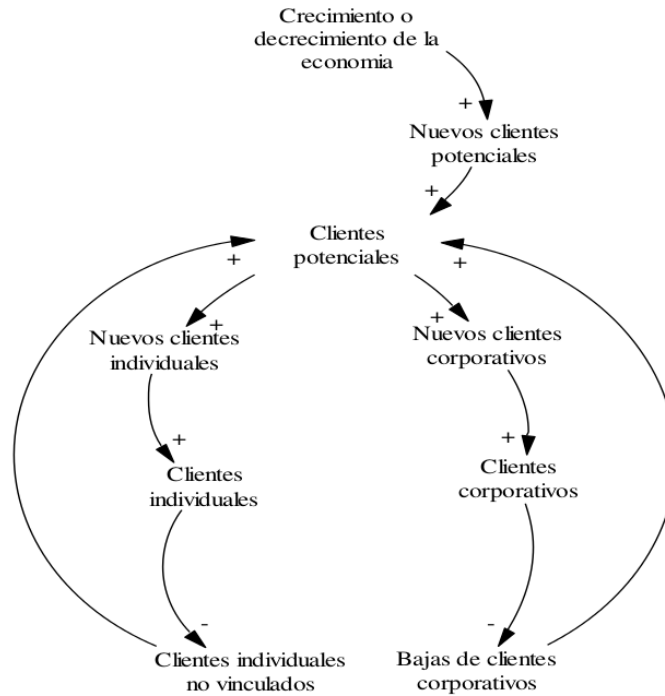 Crecimiento o
decrecimiento de la
economia
+
Nuevos clientes
potenciales
+
Clientes
potenciales
+
+
+
Nuevos clientes
individuales
+
Nuevos clientes
corporativos
+
Clientes
individuales
+
Clientes
corporativos
-
Clientes individuales
no vinculados
-
Bajas de clientes
corporativos